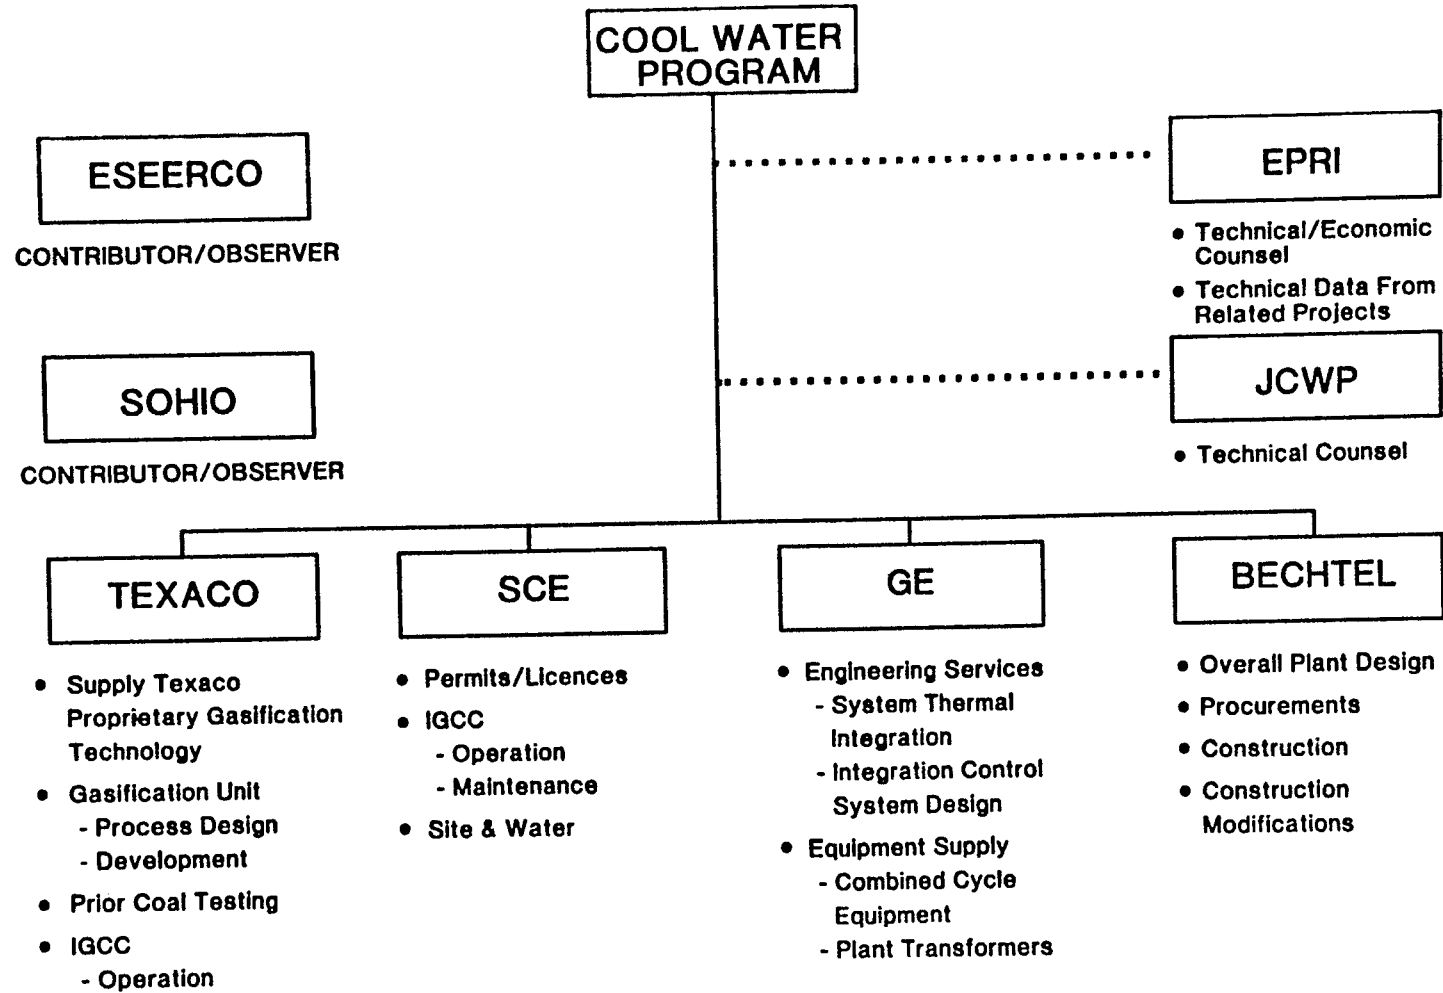 COOL WATER
PROGRAM
ESEERCO
CONTRIBUTOR/OBSERVER
EPRI
• Technical/Economic
Counsel
• Technical Data From
Related Projects
SOHIO
CONTRIBUTOR/OBSERVER
JCWP
• Technical Counsel
TEXACO
• Supply Texaco
Proprietary Gasification
Technology
• Gasification Unit
- Process Design
- Development
• Prior Coal Testing
• IGCC
- Operation
SCE
• Permits/Licences
• IGCC
- Operation
- Maintenance
• Site & Water
GE
• Engineering Services
- System Thermal
Integration
- Integration Control
System Design
• Equipment Supply
- Combined Cycle
Equipment
- Plant Transformers
BECHTEL
• Overall Plant Design
• Procurements
• Construction
• Construction
Modifications